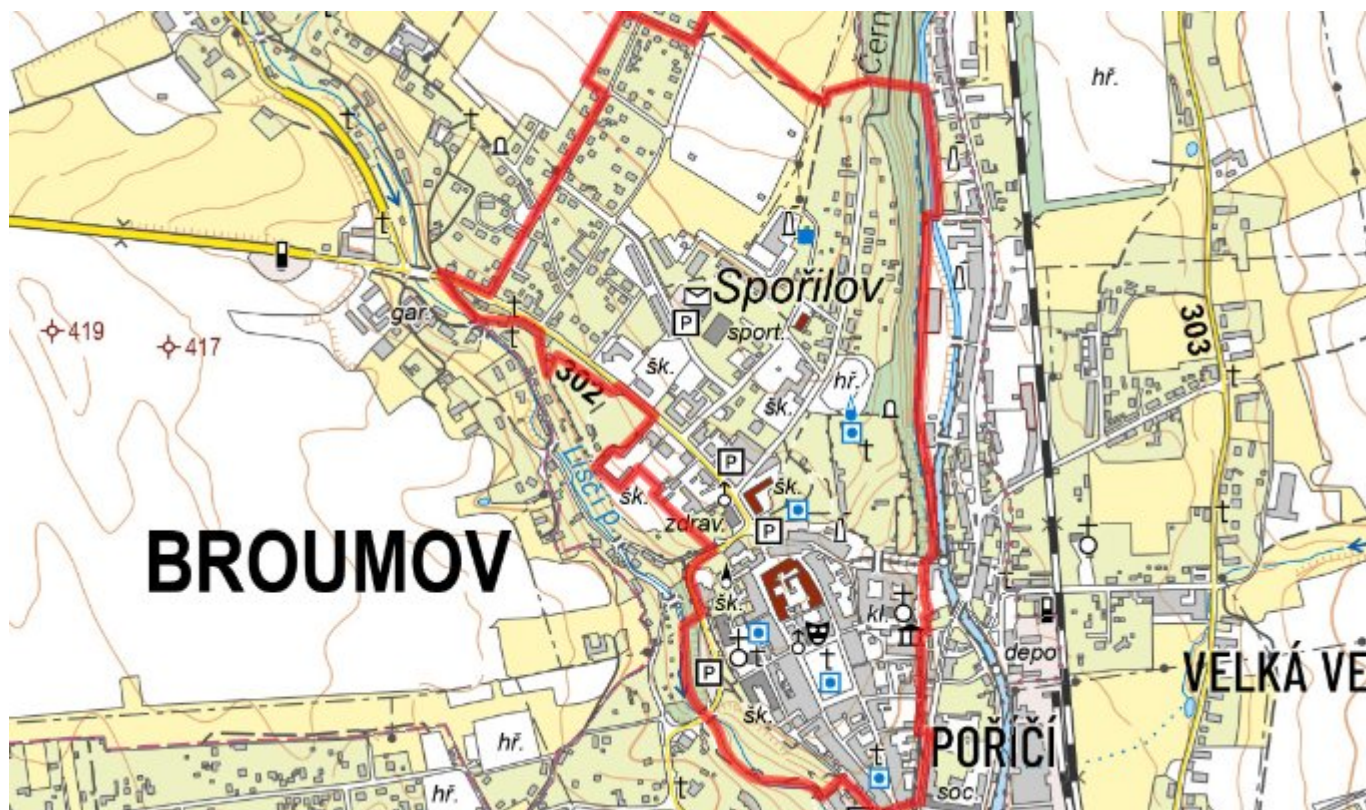 Čern
hř.
Spořilov
gar.
419
417
P
sport.
303
302
šk.
hř.
šk.
Liščí p.
P
šk.
šk.
zdrav.
P
BROUMOV
šk.
kl.
depo
P
VELKÁ VE
šk.
hř.
POŘÍČÍ
hř.
soc.